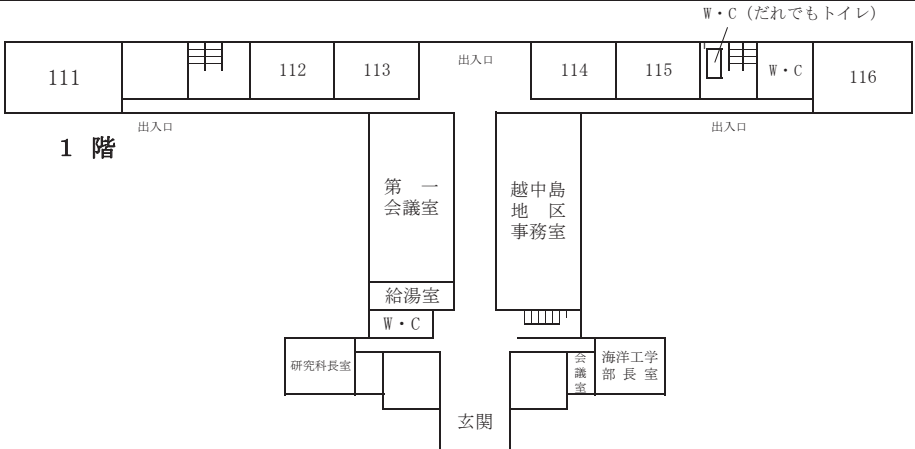 W・C（だれでもトイレ）
111
112
113
出入口
114
115
W・C
116
出入口
出入口
1 階
第　一
会議室
越中島
地　区
事務室
給湯室
W・C
研究科長室
会
議
室
海洋工学
部 長 室
玄関